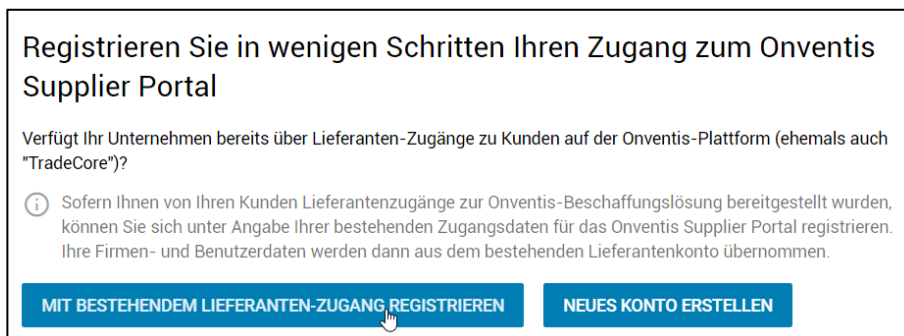 Registrieren Sie in wenigen Schritten Ihren Zugang zum Onventis
Supplier Portal
Verfügt Ihr Unternehmen bereits über Lieferanten-Zugänge zu Kunden auf der Onventis-Plattform (ehemals auch
"TradeCore")?
Sofern Ihnen von Ihren Kunden Lieferantenzugänge zur Onventis-Beschaffungslösung bereitgestellt wurden,
können Sie sich unter Angabe Ihrer bestehenden Zugangsdaten für das Onventis Supplier Portal registrieren.
Ihre Firmen- und Benutzerdaten werden dann aus dem bestehenden Lieferantenkonto übernommen.
MIT BESTEHENDEM LIEFERANTEN-ZUGANG REGISTRIEREN NEUES KONTO ERSTELLEN